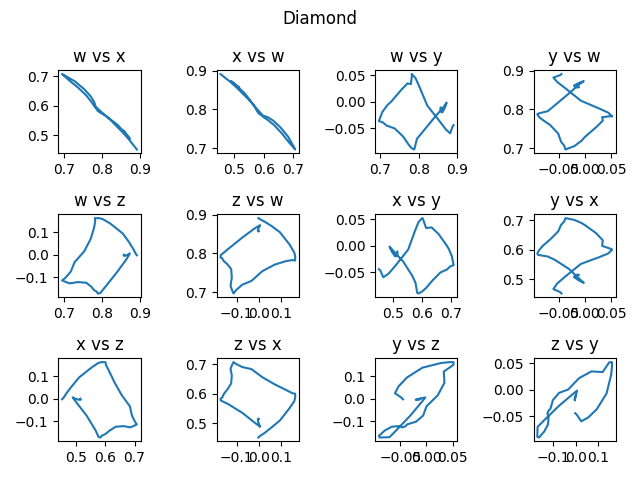 Diamond
w vs x
x vs w
w vs y
y vs w
0.7
0.6
0.5
0.7 0.8 0.9
0.9
0.8
0.7
0.5 0.6 0.7
0.05
0.00
−0.05
0.7 0.8 0.9
0.9
0.8
0.7
−0.05 0.00 0.05
w vs z
z vs w
x vs y
y vs x
0.1
0.0
−0.1
0.7 0.8 0.9
0.9
0.8
0.7
−0.1 0.0 0.1
0.05
0.00
−0.05
0.5 0.6 0.7
0.7
0.6
0.5
−0.05 0.00 0.05
x vs z
z vs x
y vs z
z vs y
0.1
0.0
−0.1
0.5 0.6 0.7
0.7
0.6
0.5
−0.1 0.0 0.1
0.1
0.0
−0.1
−0.05 0.00 0.05
0.05
0.00
−0.05
−0.1 0.0 0.1